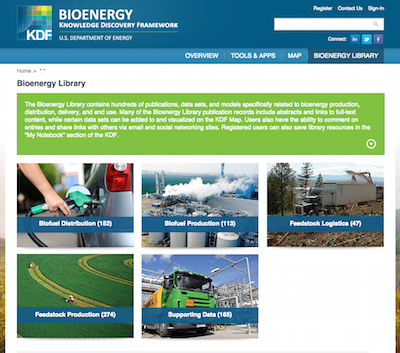 Register Contact Us Sign-In
KDF
BIOENERGY
KNOWLEDGE DISCOVERY FRAMEWORK
U.S. DEPARTMENT OF ENERGY
Connect: in f
OVERVIEW TOOLS & APPS MAP BIOENERGY LIBRARY
Home > "."
Bioenergy Library
The Bioenergy Library contains hundreds of publications, data sets, and models specifically related to bioenergy production,
distribution, delivery, and end use. Many of the Bioenergy Library publication records include abstracts and links to full-text
content, while certain data sets can be added to and visualized on the KDF Map. Users also have the ability to comment on
entries and share links with others via email and social networking sites. Registered users can also save library resources in the
"My Notebook" section of the KDF.
Biofuel Distribution (152)
Biofuel Production (113)
Feedstock Logistics (47)
Feedstock Production (274)
Supporting Data (165)